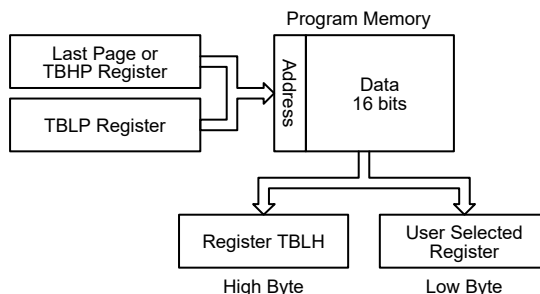 Program Memory
Last Page or
TBHP Register
TBLP Register
Address
Data
16 bits
Register TBLH
User Selected
Register
High Byte
Low Byte